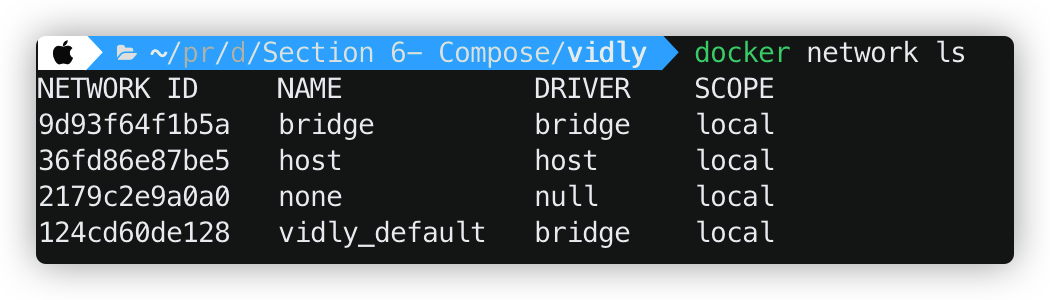 ~/pr/d/Section 6- Compose/vidly docker network ls
NETWORK ID NAME DRIVER SCOPE
9d93f64f1b5a bridge bridge local
36fd86e87be5 host host local
2179c2e9a0a0 none null local
124cd60de128 vidly_default bridge local